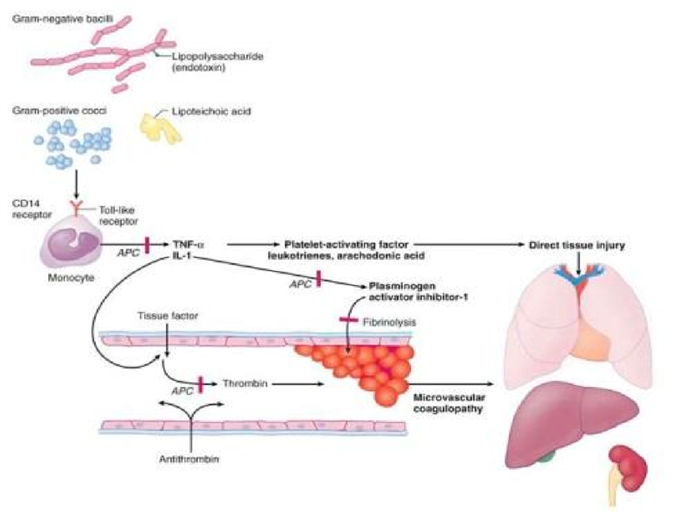 Gram-negative bacilli
Lipopolysaccharide
(endotoxin)
Gram-positive cocci
Lipoteichoic acid
CD14
receptor
Toll-like
receptor
Monocyte
APC
TNF-α
IL-1
Platelet-activating factor
leukotrienes, arachodonic acid
Direct tissue injury
APC
Plasminogen
activator inhibitor-1
Tissue factor
Fibrinolysis
APC
Thrombin
Microvascular
coagulopathy
Antithrombin